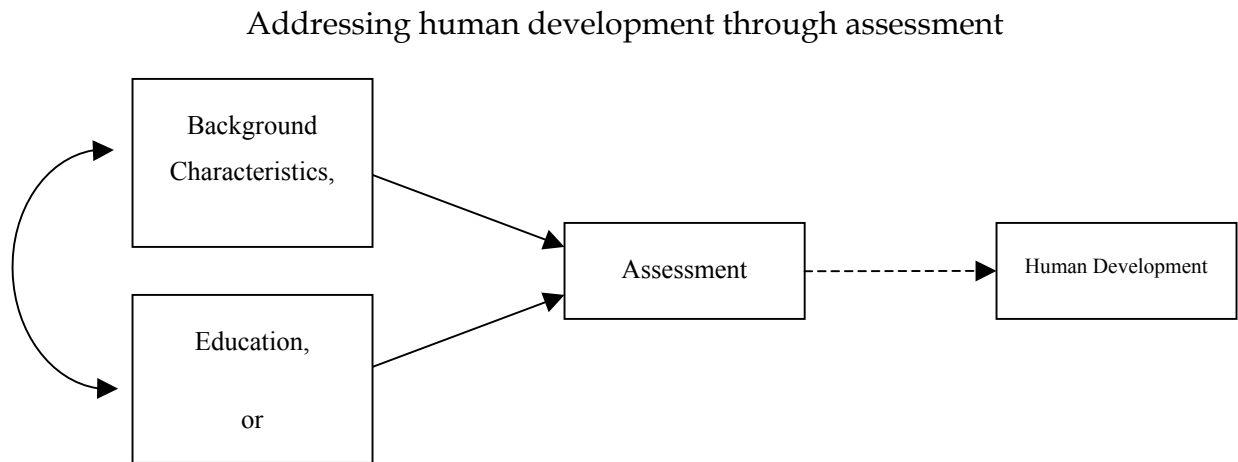 Addressing human development through assessment
Background
Characteristics,
Education,
or
Assessment
Human Development